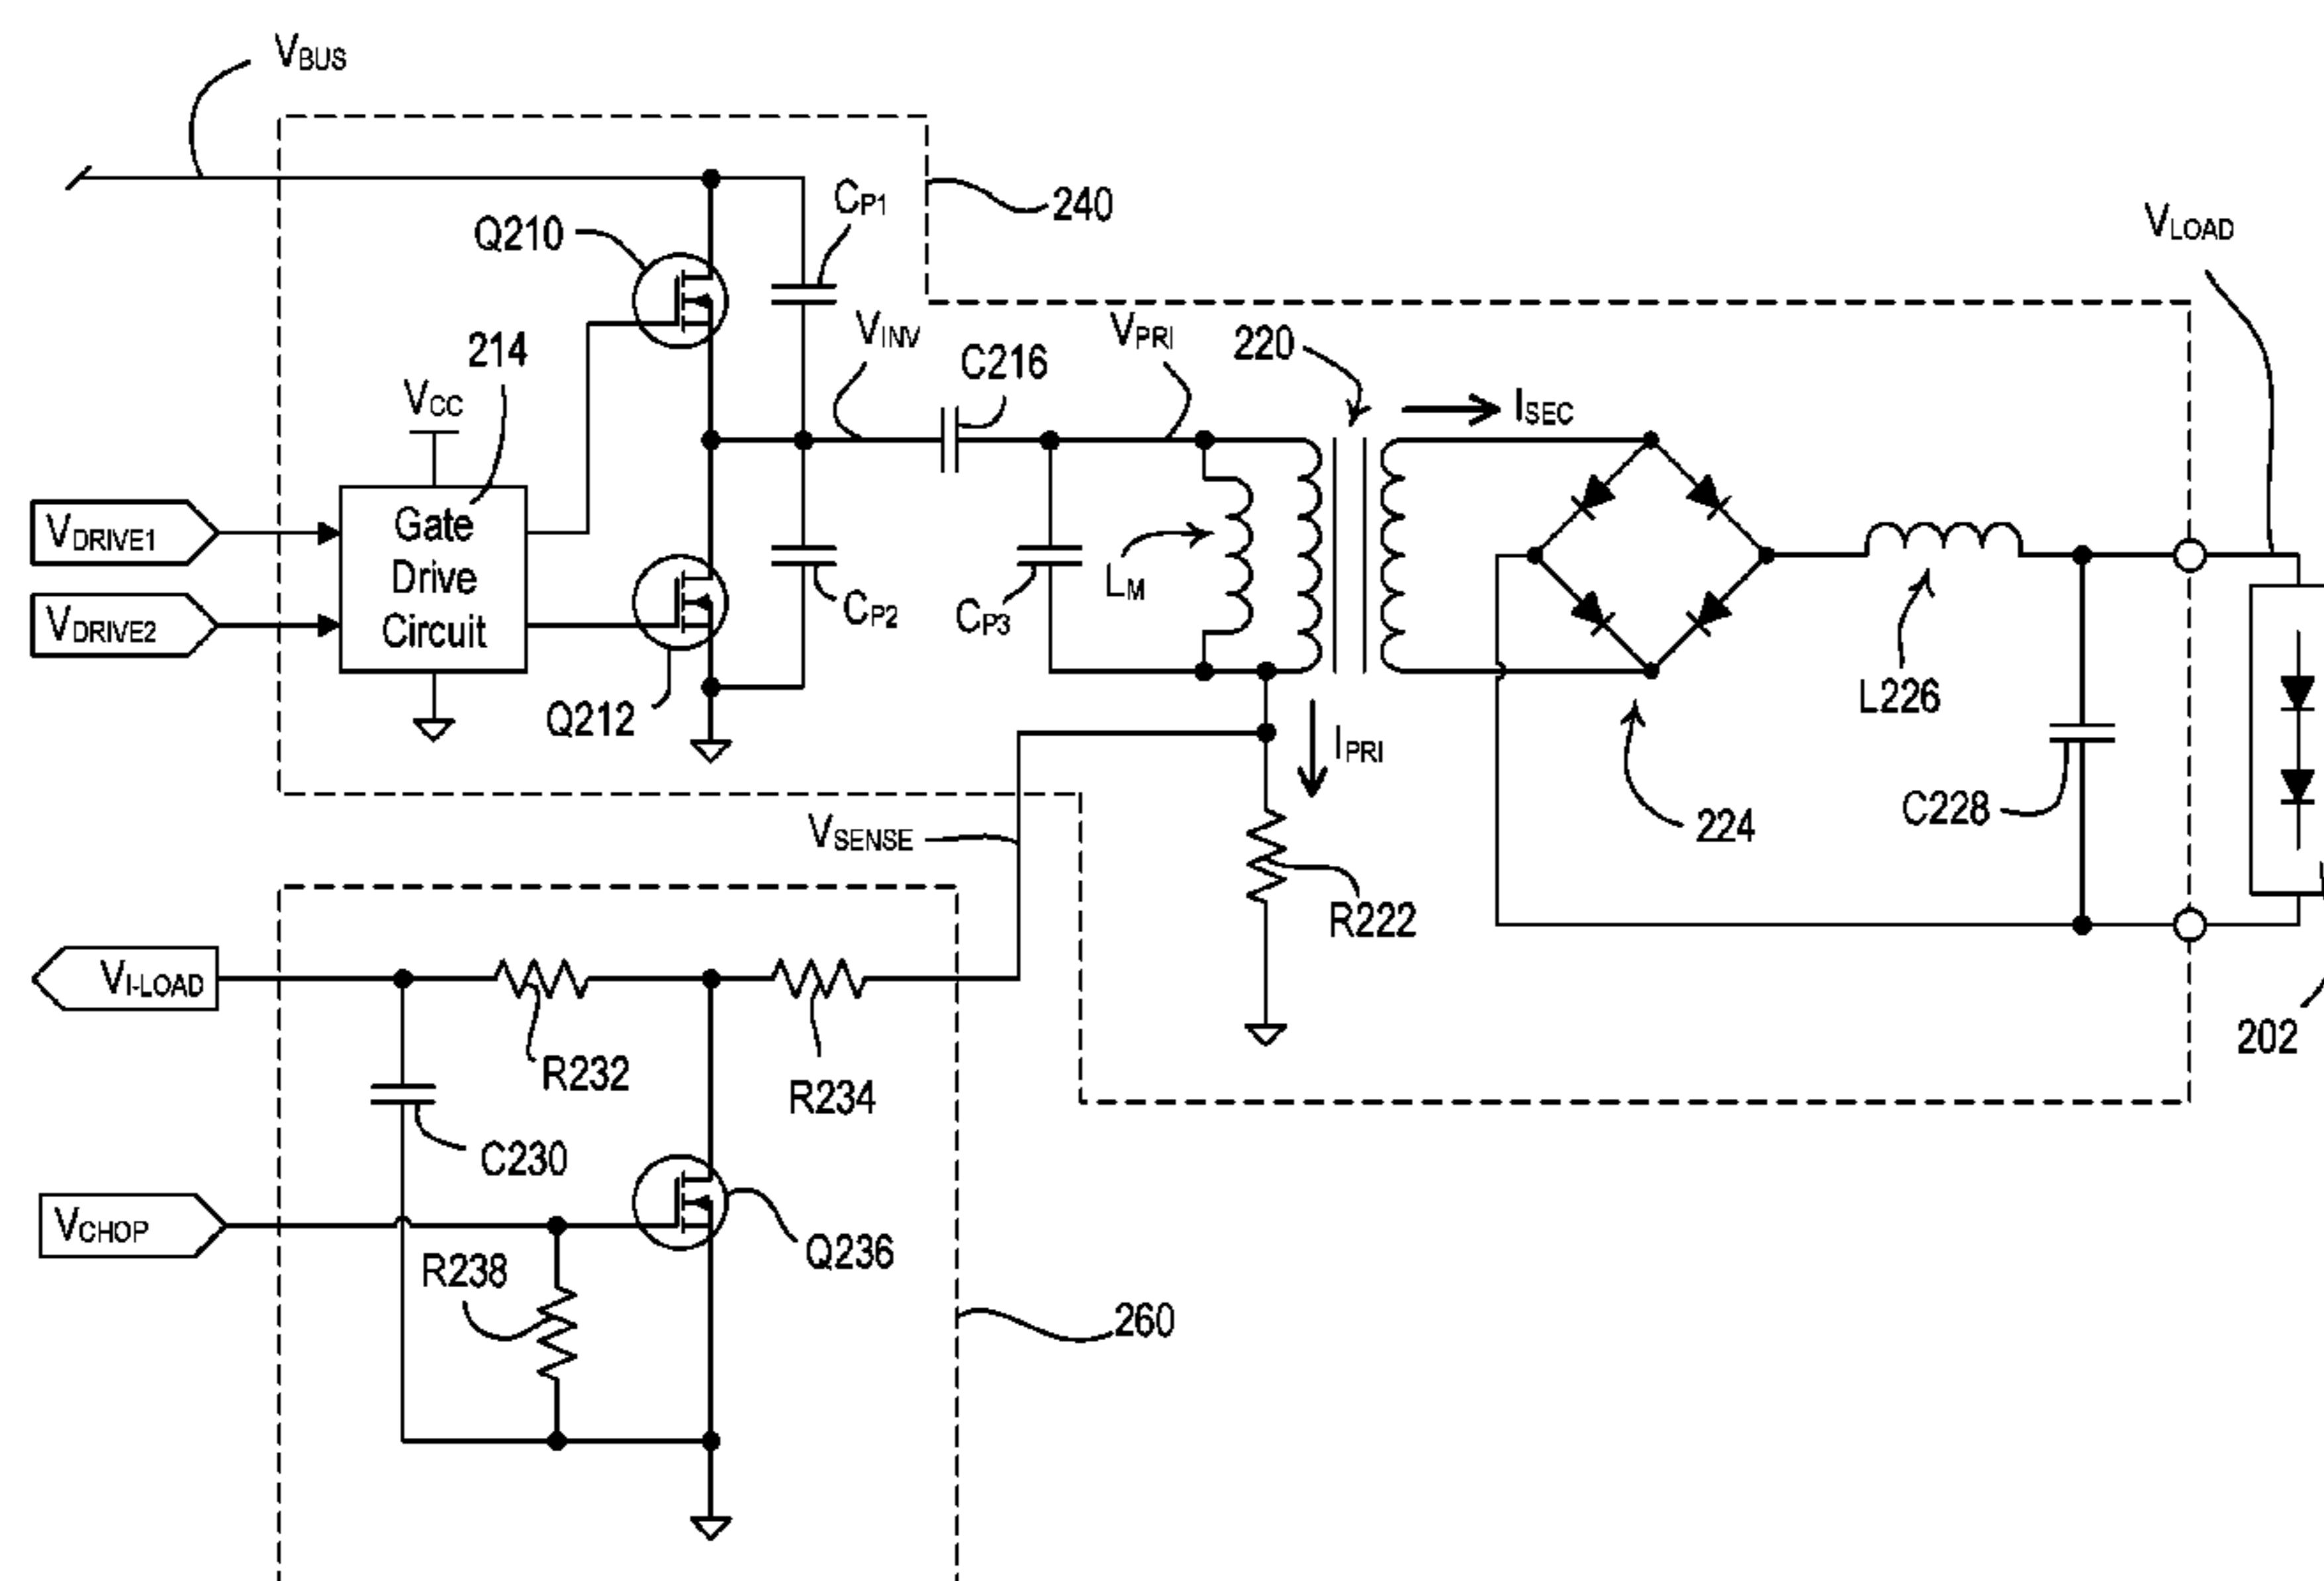 VBUS
CP1
240
Q210
VLOAD
214
VINV
VPRI
220
C216
VCC
ISEC
VDRIVE1
Gate
Drive
Circuit
VDRIVE2
LM
CP2
CP3
Q212
L226
IPRI
VSENSE
C228
224
R222
VI-LOAD
202
R232
R234
C230
VCHOP
Q236
R238
260